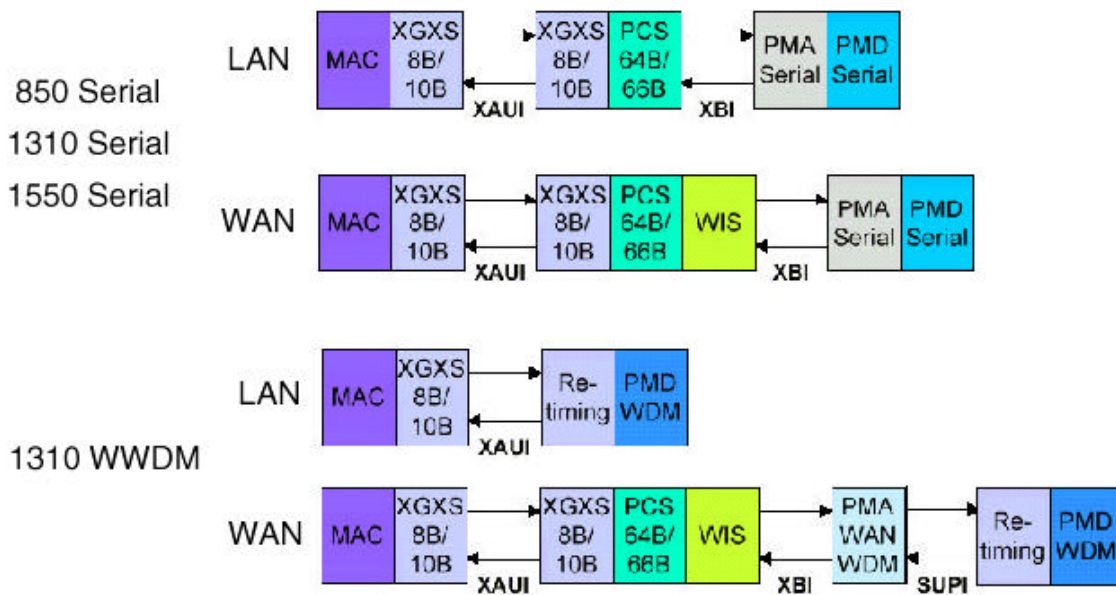 850 Serial
1310 Serial
1550 Serial
LAN
MAC
XGXS
8B/
10B
XAUI
XGXS
8B/
10B
PCS
64B/
66B
XBI
PMA
Serial
PMD
Serial
WAN
MAC
XGXS
8B/
10B
XAUI
XGXS
8B/
10B
PCS
64B/
66B
WIS
XBI
PMA
Serial
PMD
Serial
1310 WWDM
LAN
MAC
XGXS
8B/
10B
XAUI
Re-
timing
PMD
WDM
WAN
MAC
XGXS
8B/
10B
XAUI
XGXS
8B/
10B
PCS
64B/
66B
WIS
XBI
PMA
WAN
WDM
SUPI
Re-
timing
PMD
WDM